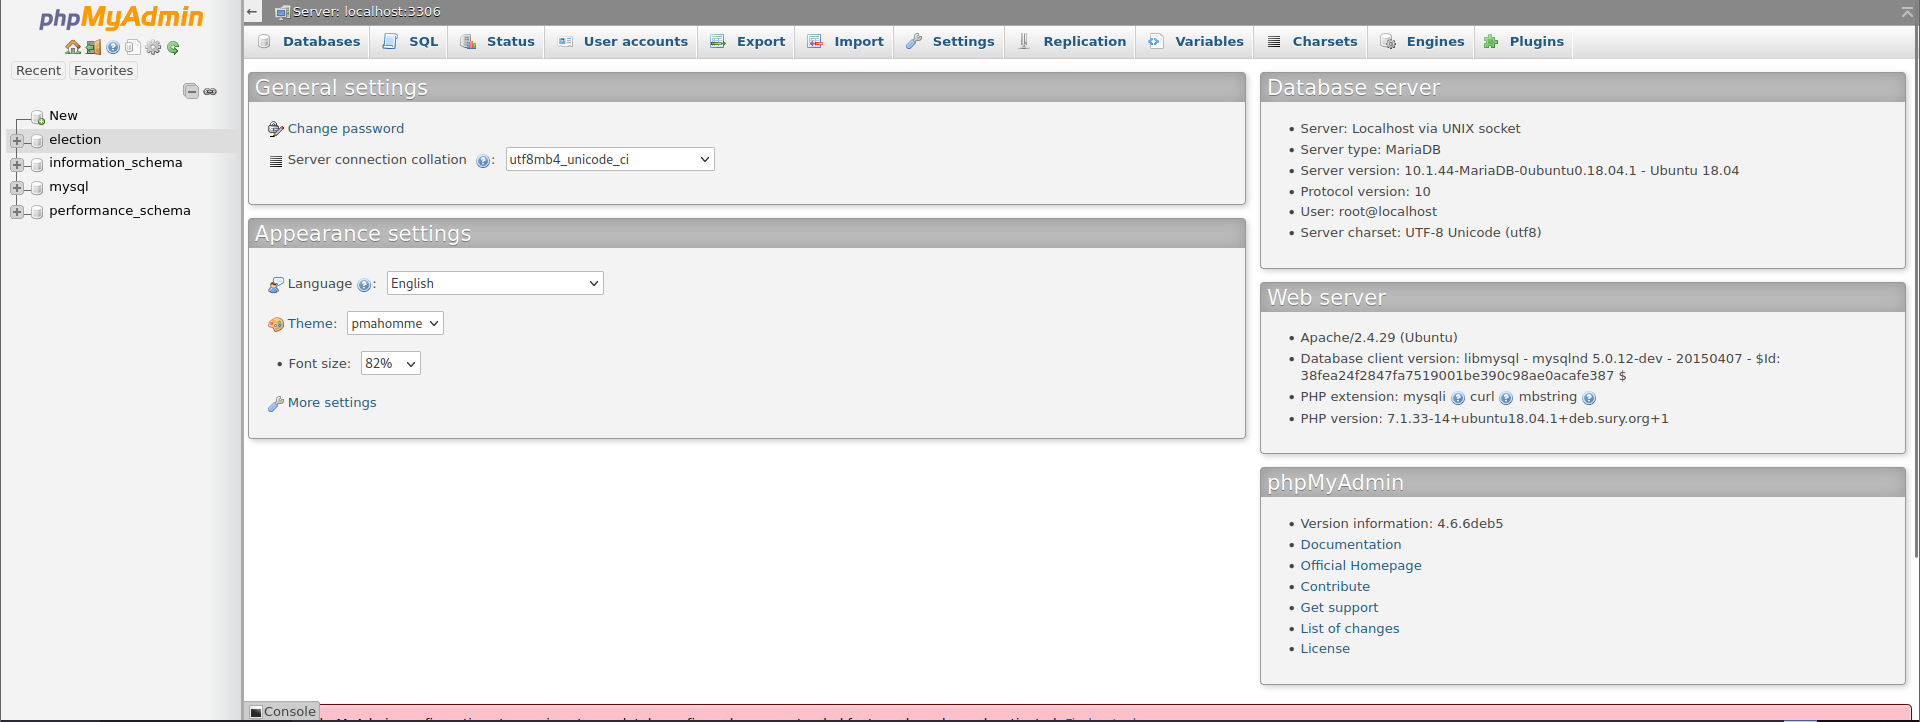 phpMyAdmin
Recent Favorites
New
election
information_schema
mysql
performance_schema
Server: localhost:3306
Databases SQL Status User accounts Export Import Settings Replication Variables Charsets Engines Plugins
General settings
Change password
Server connection collation : utf8mb4_unicode_ci
Appearance settings
Language : English
Theme: pmahomme
• Font size: 82%
More settings
Database server
• Server: Localhost via UNIX socket
• Server type: MariaDB
• Server version: 10.1.44-MariaDB-0ubuntu0.18.04.1 - Ubuntu 18.04
• Protocol version: 10
• User: root@localhost
• Server charset: UTF-8 Unicode (utf8)
Web server
• Apache/2.4.29 (Ubuntu)
• Database client version: libmysql - mysqlnd 5.0.12-dev - 20150407 - $Id:
38fea24f2847fa7519001be390c98ae0acafe387 $
• PHP extension: mysqli curl mbstring
• PHP version: 7.1.33-14+ubuntu18.04.1+deb.sury.org+1
phpMyAdmin
• Version information: 4.6.6deb5
• Documentation
• Official Homepage
• Contribute
• Get support
• List of changes
• License
Console